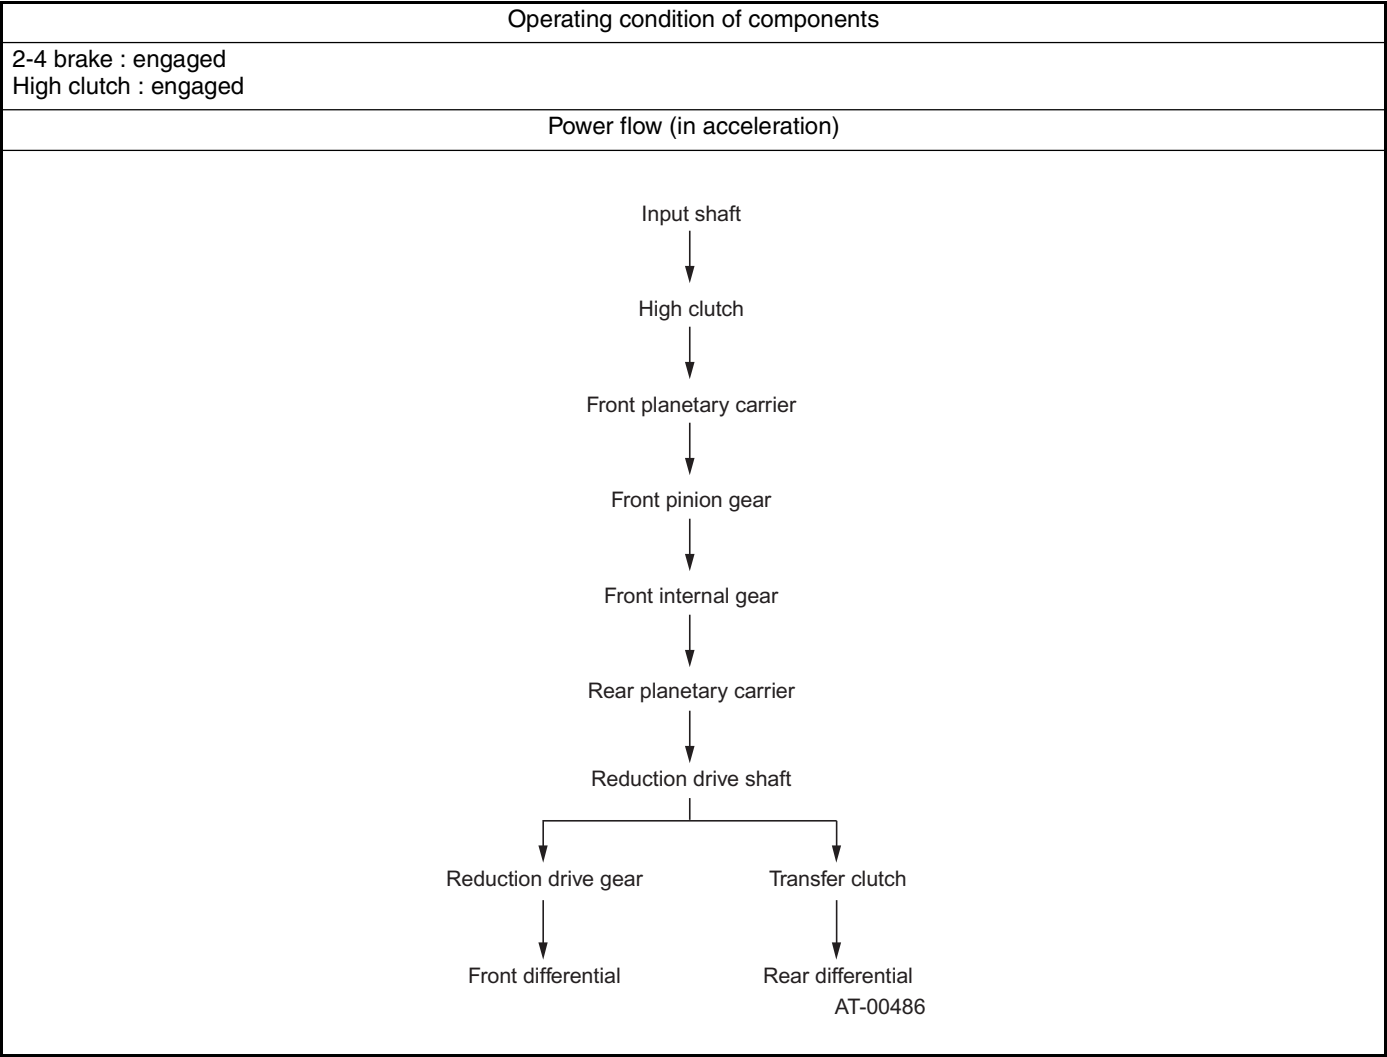 Operating condition of components
2-4 brake : engaged
High clutch : engaged
Power flow (in acceleration)
Input shaft
High clutch
Front planetary carrier
Front pinion gear
Front internal gear
Rear planetary carrier
Reduction drive shaft
Reduction drive gear
Transfer clutch
Front differential
Rear differential
AT-00486